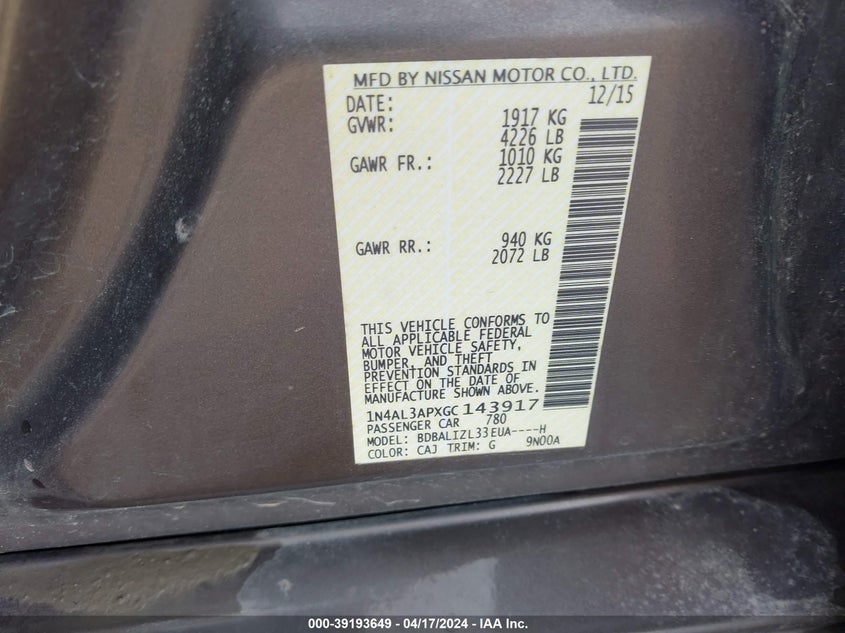 MFD BY NISSAN MOTOR CO., LTD.
DATE: 12/15
GVWR: 1917 KG
4226 LB
GAWR FR.: 1010 KG
2227 LB
GAWR RR.: 940 KG
2072 LB
THIS VEHICLE CONFORMS TO
ALL APPLICABLE FEDERAL
MOTOR VEHICLE SAFETY,
BUMPER, AND THEFT
PREVENTION STANDARDS IN
EFFECT ON THE DATE OF
MANUFACTURE SHOWN ABOVE.
1N4AL3APXGC143917
PASSENGER CAR 780
MODEL: BDBALIZL33EUA----H
COLOR: CAJ TRIM: G 9N00A
000-39193649 - 04/17/2024 - IAA Inc.